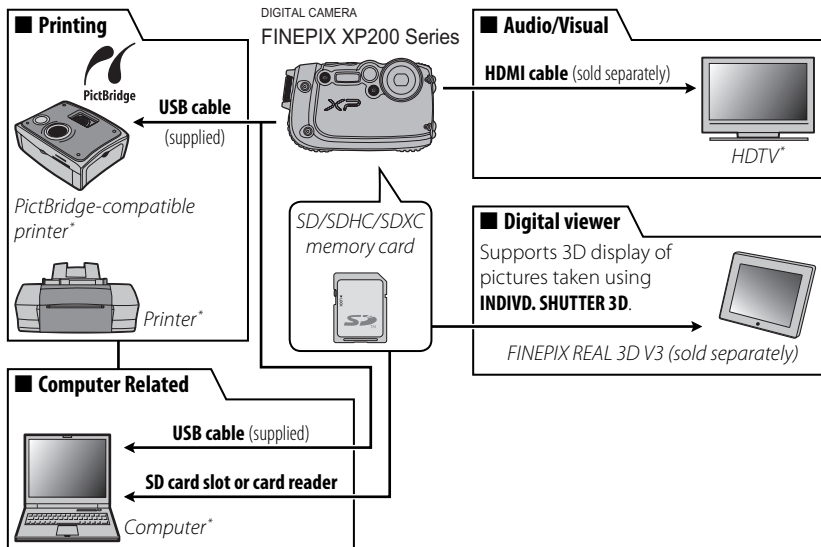 ■ Printing
PictBridge
USB cable
(supplied)
PictBridge-compatible
printer*
Printer*
DIGITAL CAMERA
FINEPIX XP200 Series
XP
SD/SDHC/SDXC
memory card
SD
■ Audio/Visual
HDMI cable (sold separately)
HDTV*
■ Digital viewer
Supports 3D display of
pictures taken using
INDIVD. SHUTTER 3D.
FINEPIX REAL 3D V3 (sold separately)
■ Computer Related
USB cable (supplied)
SD card slot or card reader
Computer*